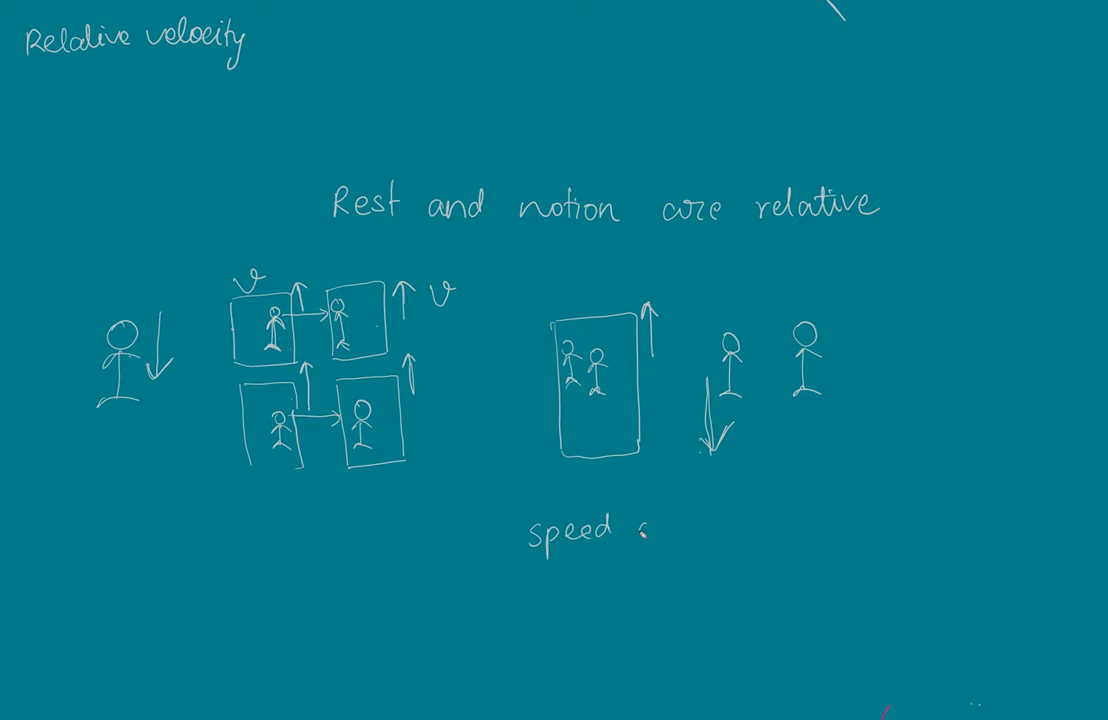 Relative velocity
Rest and notion are relative
v
v
speed